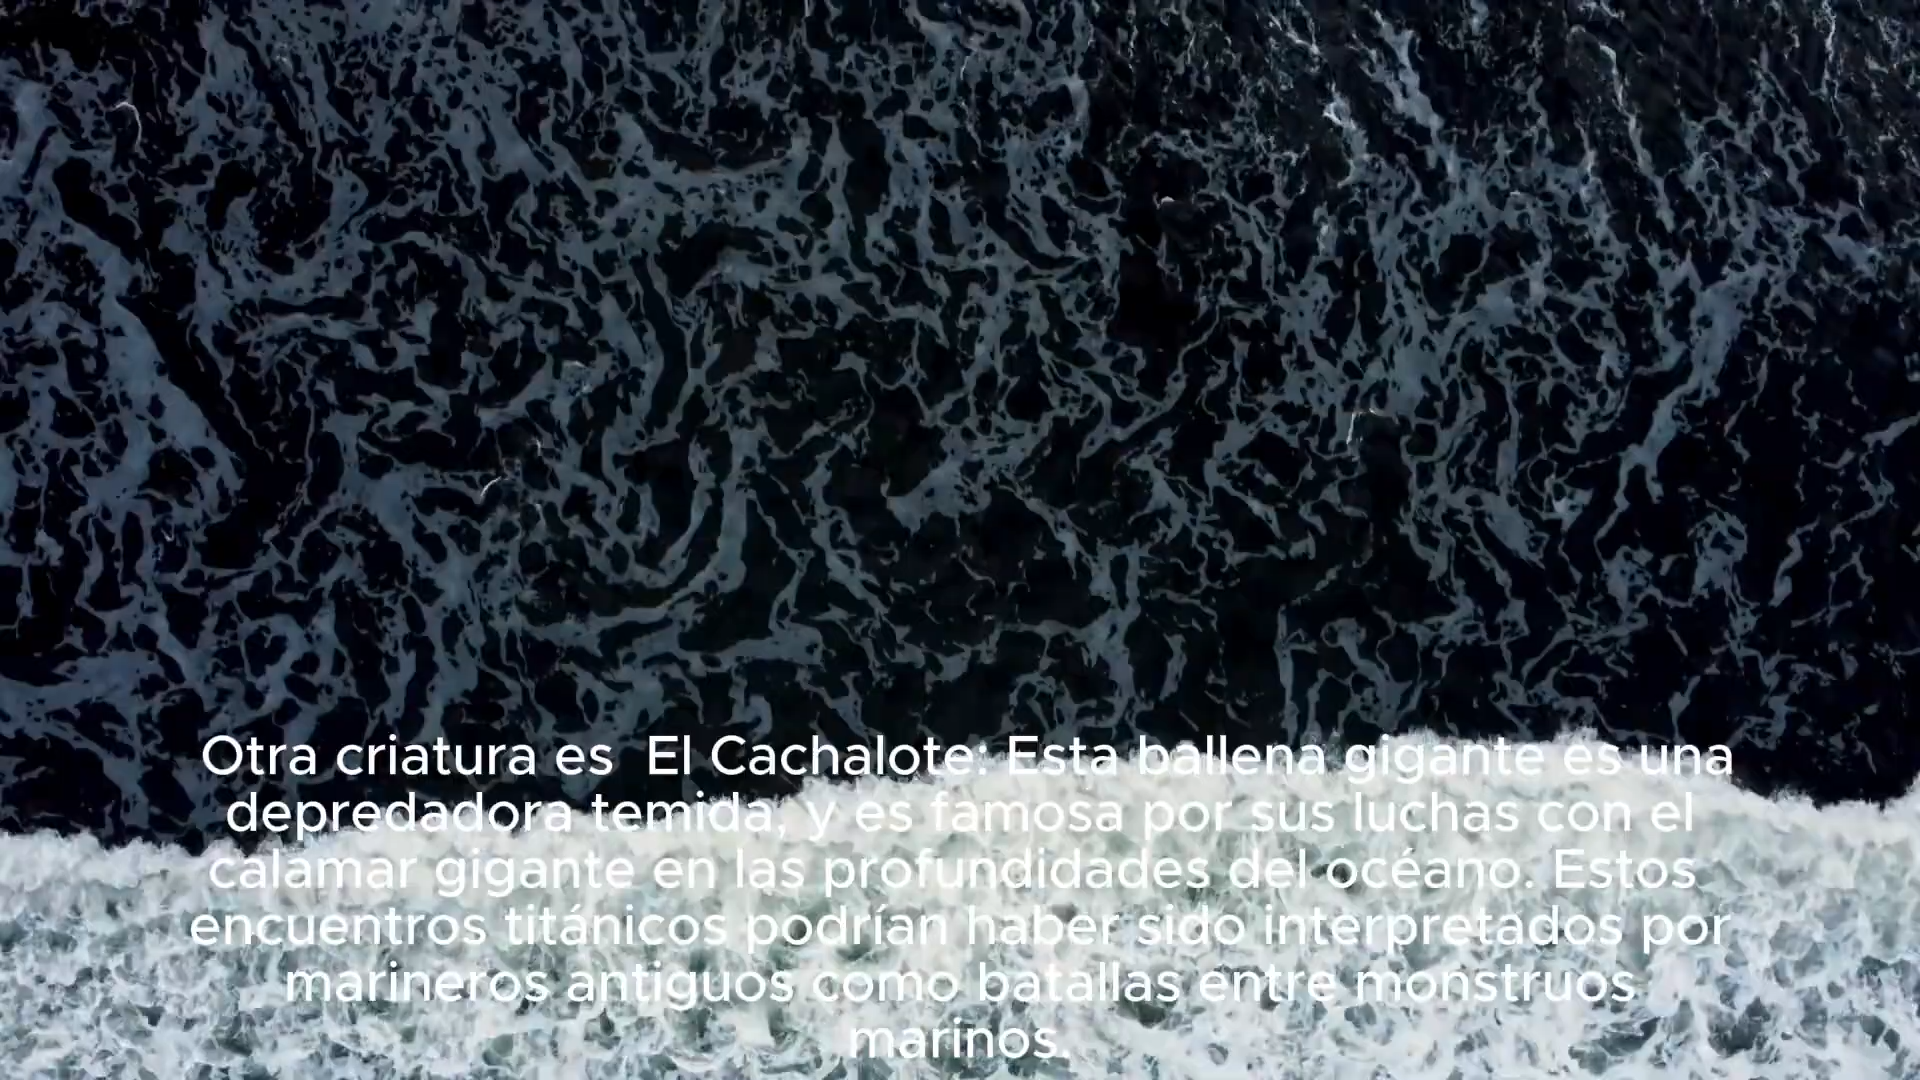 Otra criatura es  El Cachalote: Esta ballena gigante es una
depredadora temida, y es famosa por sus luchas con el
calamar gigante en las profundidades del océano. Estos
encuentros titánicos podrían haber sido interpretados por
marineros antiguos como batallas entre monstruos
marinos.